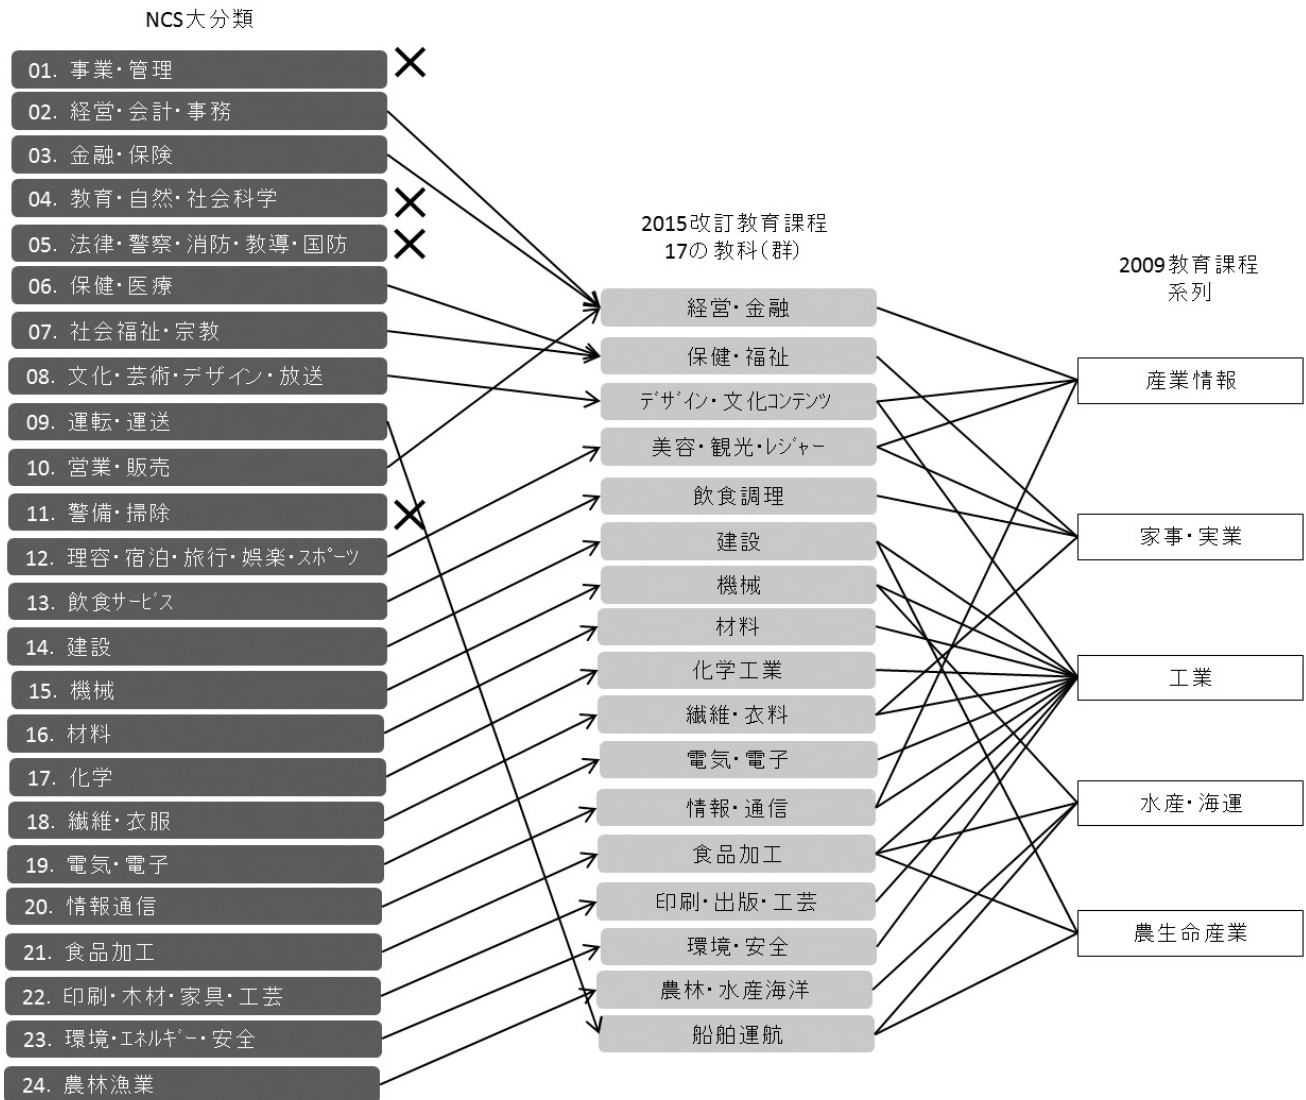 NCS大分類
01. 事業・管理
02. 経営・会計・事務
03. 金融・保険
04. 教育・自然・社会科学
05. 法律・警察・消防・教導・国防
06. 保健・医療
07. 社会福祉・宗教
08. 文化・芸術・デザイン・放送
09. 運転・運送
10. 営業・販売
11. 警備・掃除
12. 理容・宿泊・旅行・娯楽・スポーツ
13. 飲食サービス
14. 建設
15. 機械
16. 材料
17. 化学
18. 繊維・衣服
19. 電気・電子
20. 情報通信
21. 食品加工
22. 印刷・木材・家具・工芸
23. 環境・エネルギー・安全
24. 農林漁業
2015改訂教育課程
17の教科(群)
経営・金融
保健・福祉
デザイン・文化コンテンツ
美容・観光・レジャー
飲食調理
建設
機械
材料
化学工業
繊維・衣料
電気・電子
情報・通信
食品加工
印刷・出版・工芸
環境・安全
農林・水産海洋
船舶運航
2009教育課程
系列
産業情報
家事・実業
工業
水産・海運
農生命産業